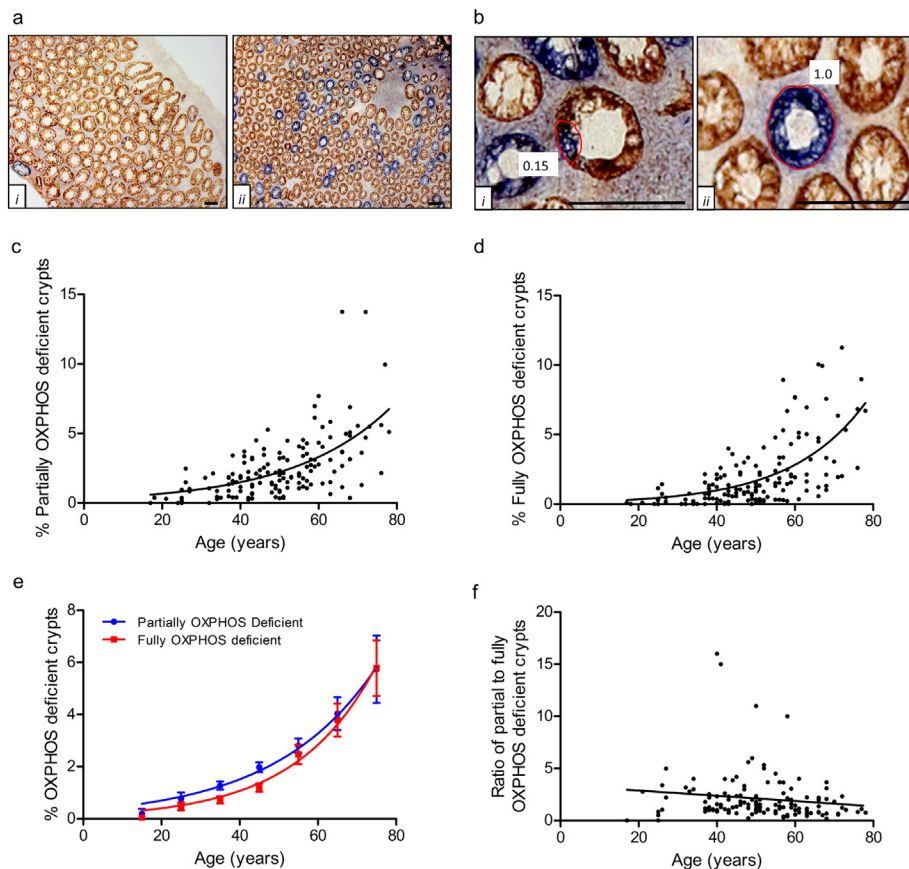 a
b
i
ii
0.15
i
1.0
ii
c
% Partially OXPHOS deficient crypts
15
10
5
0
0 20 40 60 80
Age (years)
d
% Fully OXPHOS deficient crypts
15
10
5
0
0 20 40 60 80
Age (years)
e
% OXPHOS deficient crypts
8
6
4
2
0
Partially OXPHOS Deficient
Fully OXPHOS deficient
0 20 40 60 80
Age (years)
f
Ratio of partial to fully
OXPHOS deficient crypts
20
15
10
5
0
0 20 40 60 80
Age (years)